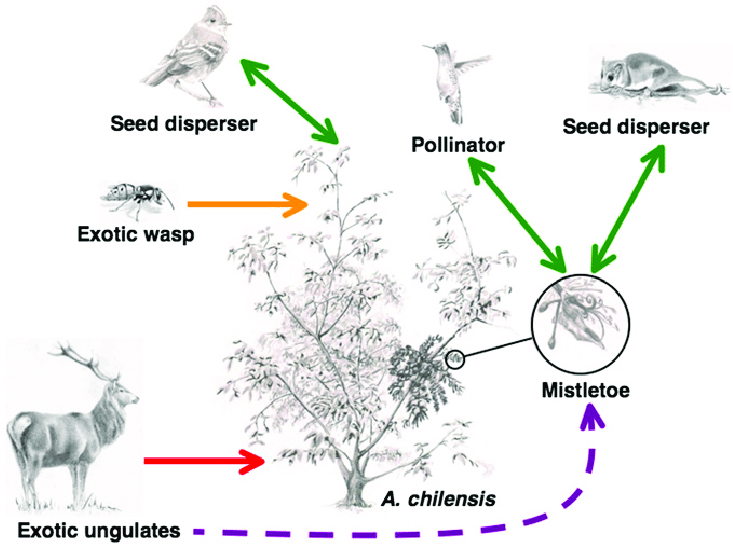 Seed disperser
Pollinator
Seed disperser
Exotic wasp
Mistletoe
A. chilensis
Exotic ungulates